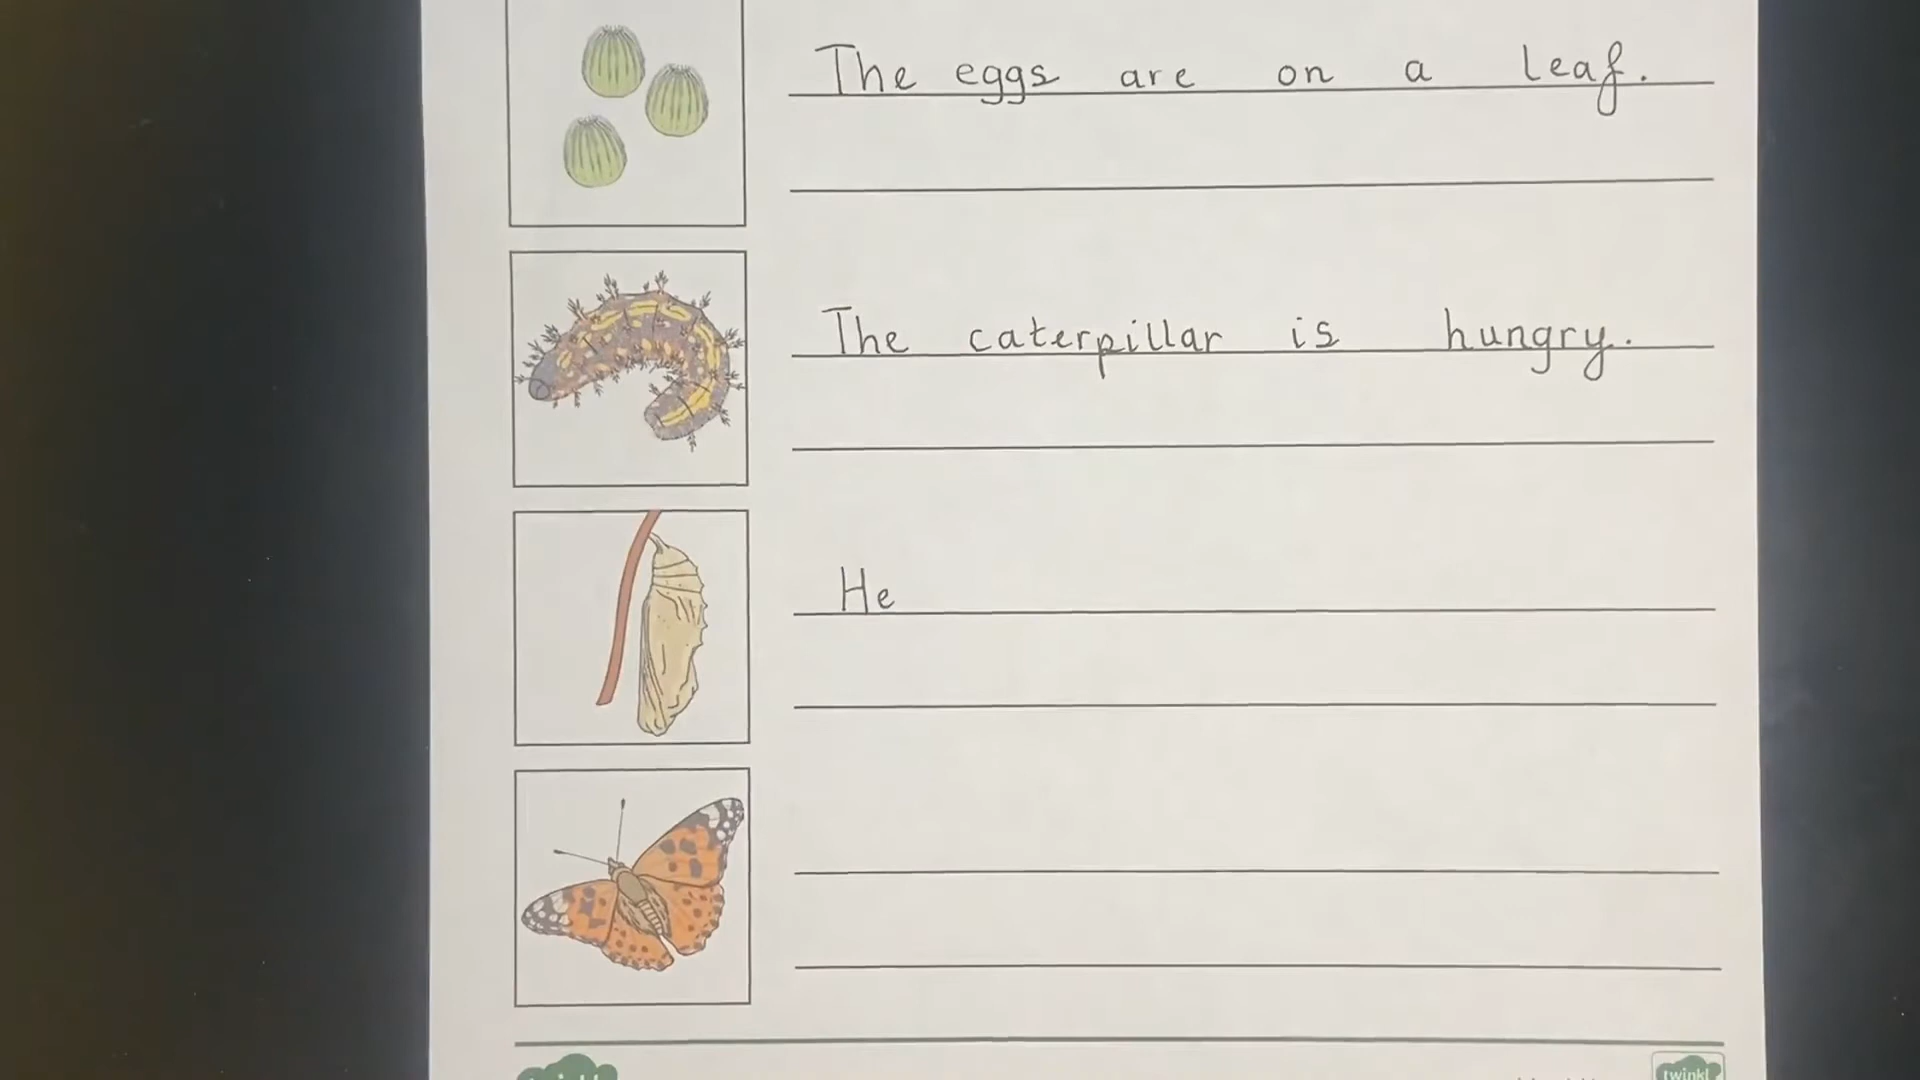 The eggs are on a leaf.
The caterpillar is hungry.
He
twinkl